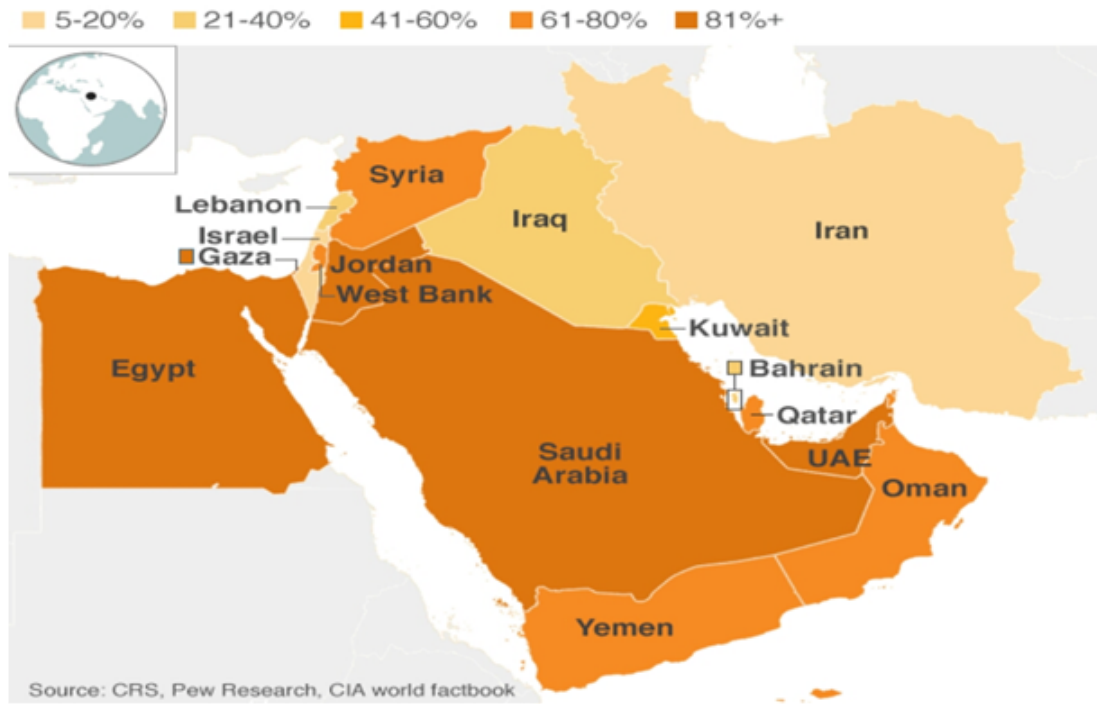 5-20% 21-40% 41-60% 61-80% 81%+
Syria
Lebanon
Iraq
Iran
Israel
Gaza
Jordan
West Bank
Kuwait
Egypt
Bahrain
Qatar
Saudi
Arabia
UAE
Oman
Yemen
Source: CRS, Pew Research, CIA world factbook